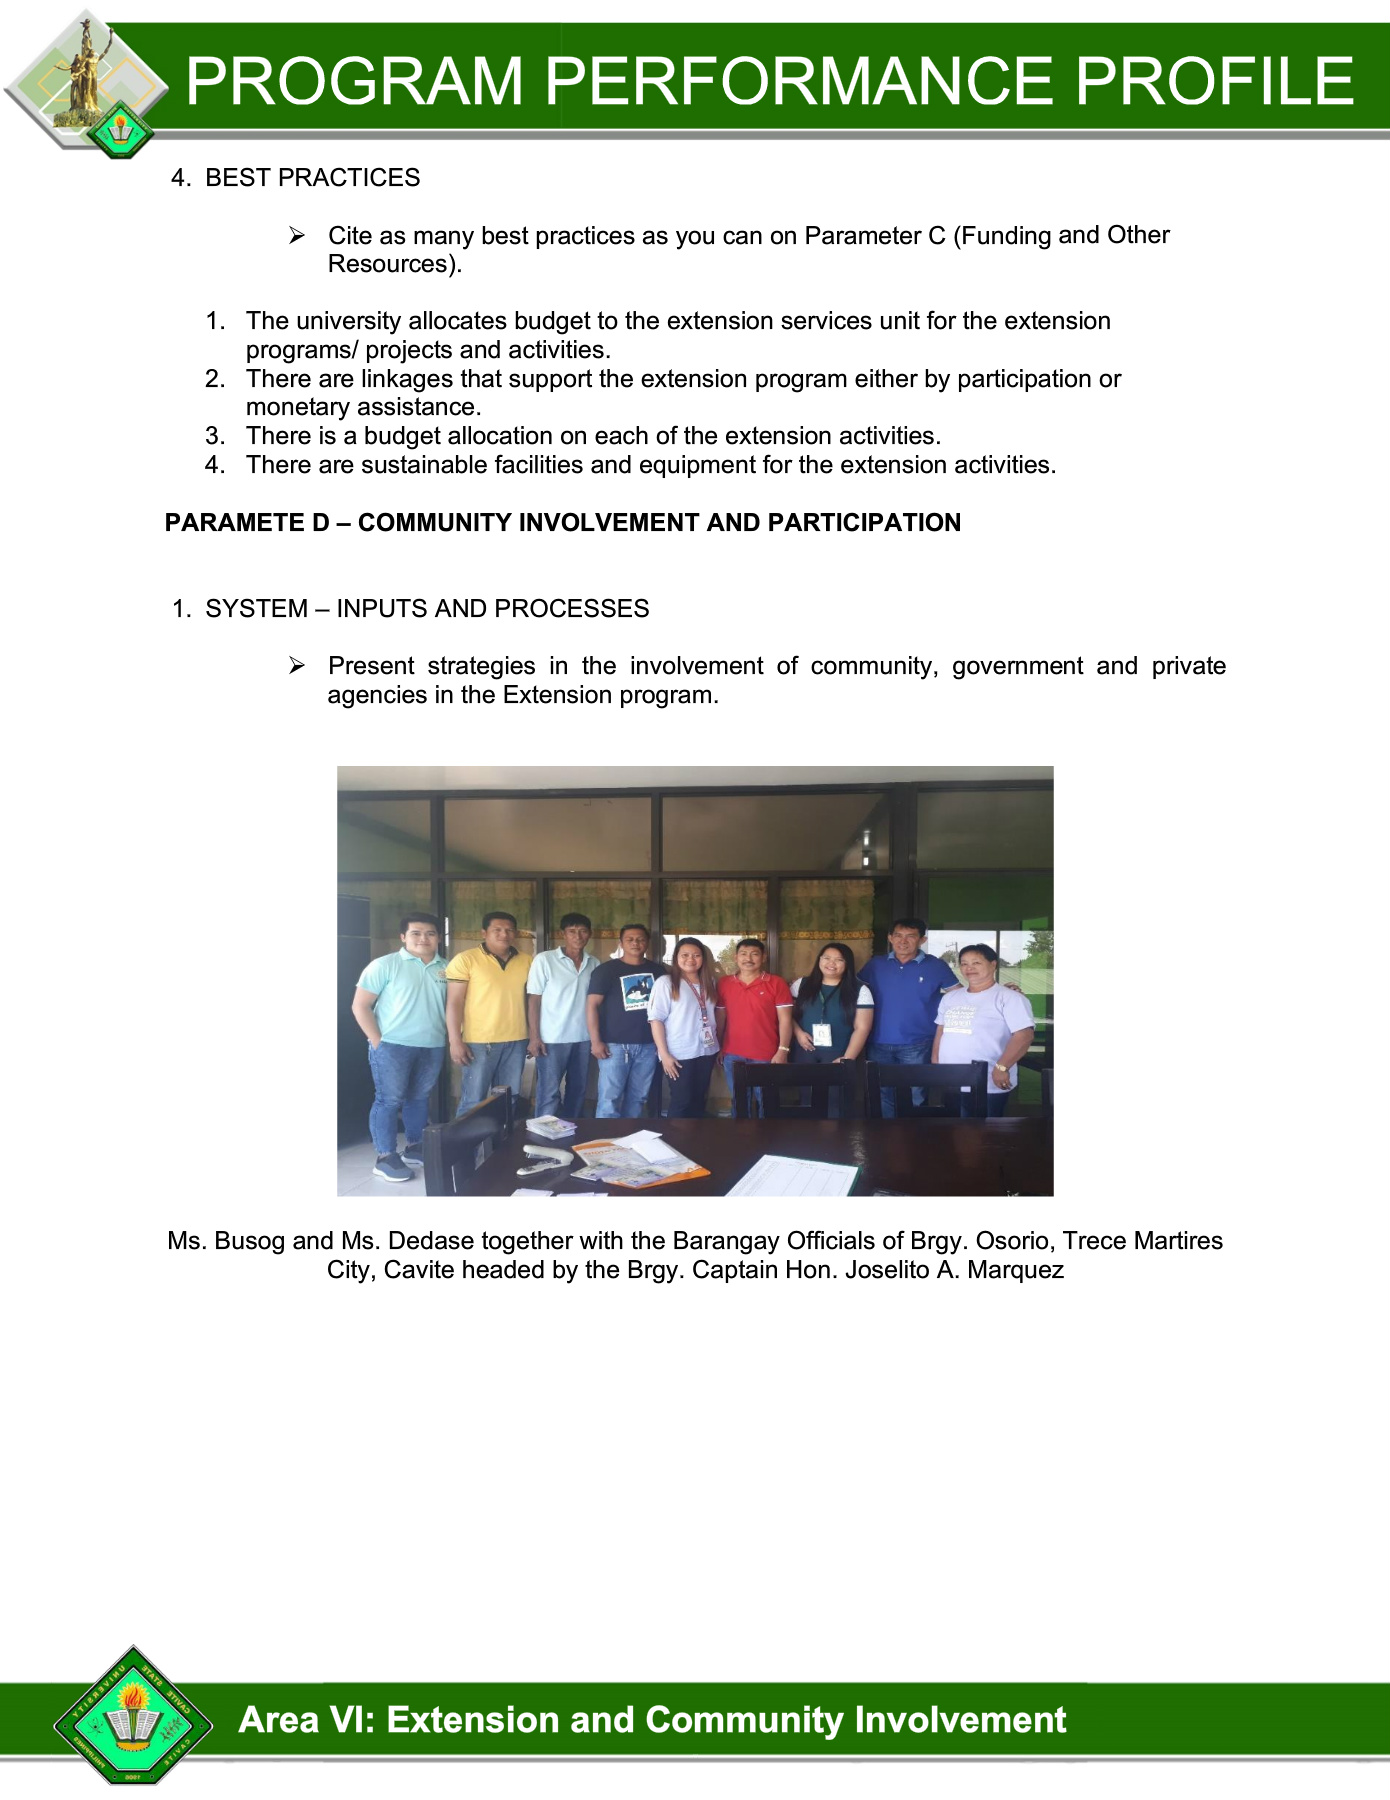 PROGRAM PERFORMANCE PROFILE
4. BEST PRACTICES
➢ Cite as many best practices as you can on Parameter C (Funding and Other
Resources).
1. The university allocates budget to the extension services unit for the extension
programs/ projects and activities.
2. There are linkages that support the extension program either by participation or
monetary assistance.
3. There is a budget allocation on each of the extension activities.
4. There are sustainable facilities and equipment for the extension activities.
PARAMETE D – COMMUNITY INVOLVEMENT AND PARTICIPATION
1. SYSTEM – INPUTS AND PROCESSES
➢ Present strategies in the involvement of community, government and private
agencies in the Extension program.
Ms. Busog and Ms. Dedase together with the Barangay Officials of Brgy. Osorio, Trece Martires
City, Cavite headed by the Brgy. Captain Hon. Joselito A. Marquez
CAVITE STATE UNIVERSITY
CAVITE
PHILIPPINES
Area VI: Extension and Community Involvement